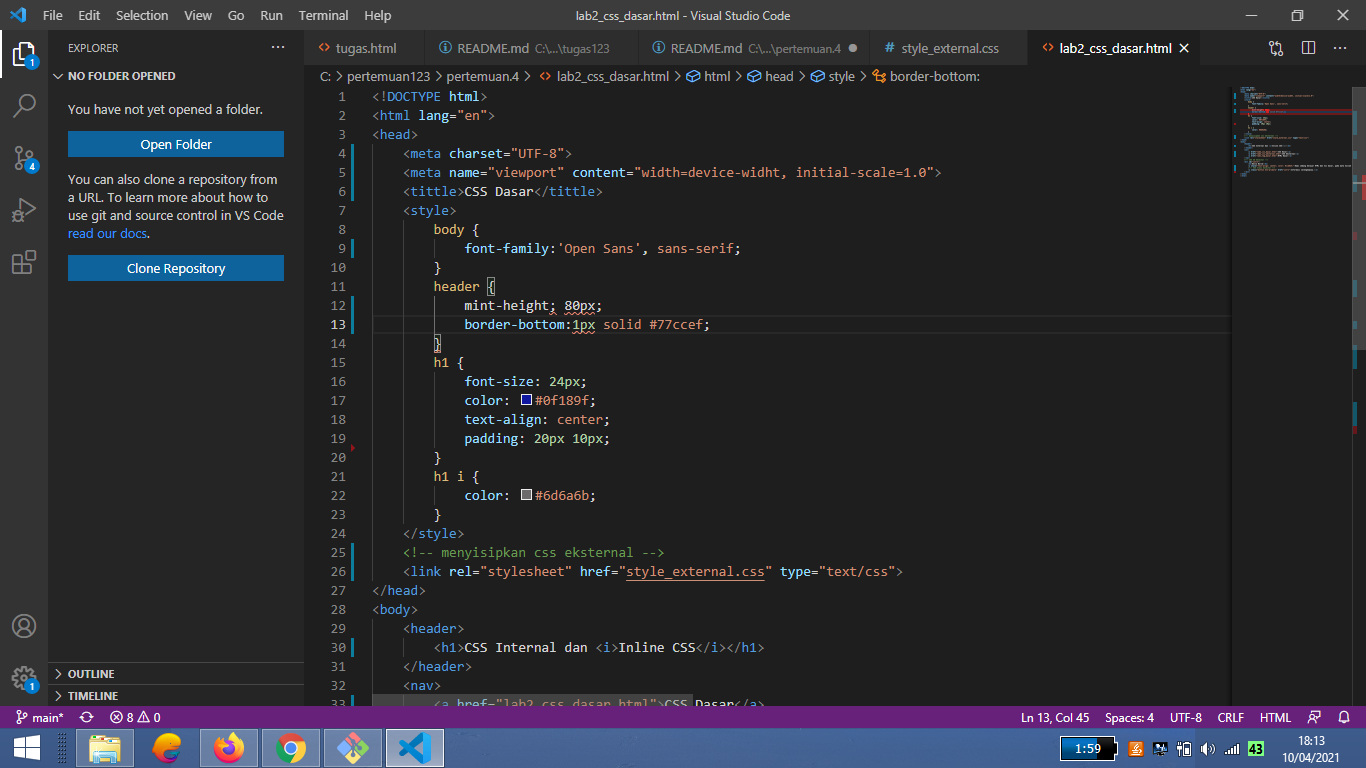 File Edit Selection View Go Run Terminal Help
lab2_css_dasar.html - Visual Studio Code
EXPLORER
NO FOLDER OPENED
You have not yet opened a folder.
Open Folder
You can also clone a repository from
a URL. To learn more about how to
use git and source control in VS Code
read our docs.
Clone Repository
OUTLINE
TIMELINE
1
4
1
tugas.html
README.md C:\...\tugas123
README.md C:\...\pertemuan.4
style_external.css
lab2_css_dasar.html
C: > pertemuan123 > pertemuan.4 > lab2_css_dasar.html > html > head > style > border-bottom:
1 <!DOCTYPE html>
2 <html lang="en">
3 <head>
4 <meta charset="UTF-8">
5 <meta name="viewport" content="width=device-widht, initial-scale=1.0">
6 <tittle>CSS Dasar</tittle>
7 <style>
8 body {
9 font-family:'Open Sans', sans-serif;
10 }
11 header {
12 mint-height; 80px;
13 border-bottom:1px solid #77ccef;
14 }
15 h1 {
16 font-size: 24px;
17 color: #0f189f;
18 text-align: center;
19 padding: 20px 10px;
20 }
21 h1 i {
22 color: #6d6a6b;
23 }
24 </style>
25 <!-- menyisipkan css eksternal -->
26 <link rel="stylesheet" href="style_external.css" type="text/css">
27 </head>
28 <body>
29 <header>
30 <h1>CSS Internal dan <i>Inline CSS</i></h1>
31 </header>
32 <nav>
33 <a href="lab2_css_dasar.html">CSS Dasar</a>
main* 8 0
Ln 13, Col 45 Spaces: 4 UTF-8 CRLF HTML
1:59
43
18:13
10/04/2021